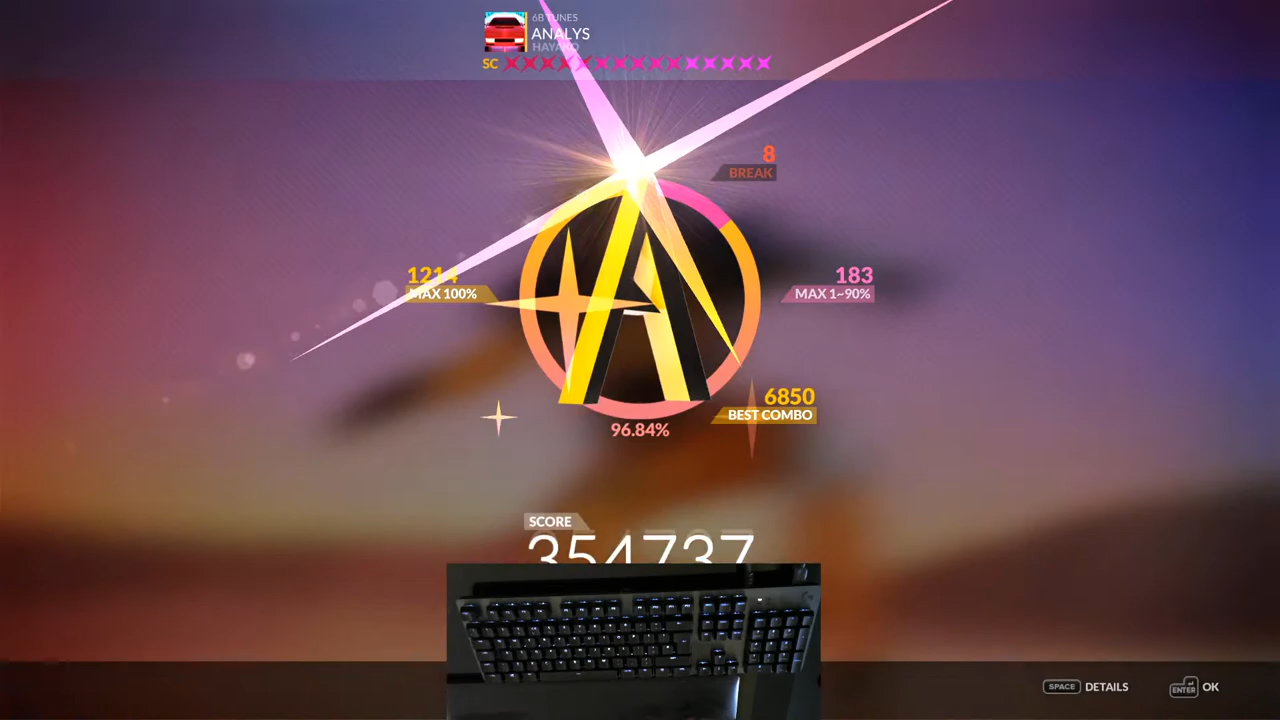 6B TUNES
ANALYS
HAYAKO
SC
8
BREAK
1214
MAX 100%
183
MAX 1~90%
A
6850
BEST COMBO
96.84%
SCORE
354737
SPACE DETAILS
ENTER OK